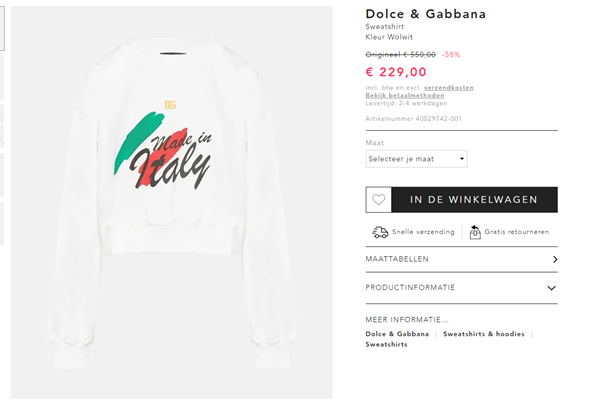 DG
Made in
Italy
Dolce & Gabbana
Sweatshirt
Kleur Wolwit
Origineel € 550,00 -58%
€ 229,00
incl. btw en excl. verzendkosten
Bekijk betaalmethoden
Levertijd: 2-4 werkdagen
Artikelnummer 40029742-001
Maat
Selecteer je maat
IN DE WINKELWAGEN
Snelle verzending
Gratis retourneren
MAATTABELLEN
PRODUCTINFORMATIE
MEER INFORMATIE...
Dolce & Gabbana | Sweatshirts & hoodies |
Sweatshirts